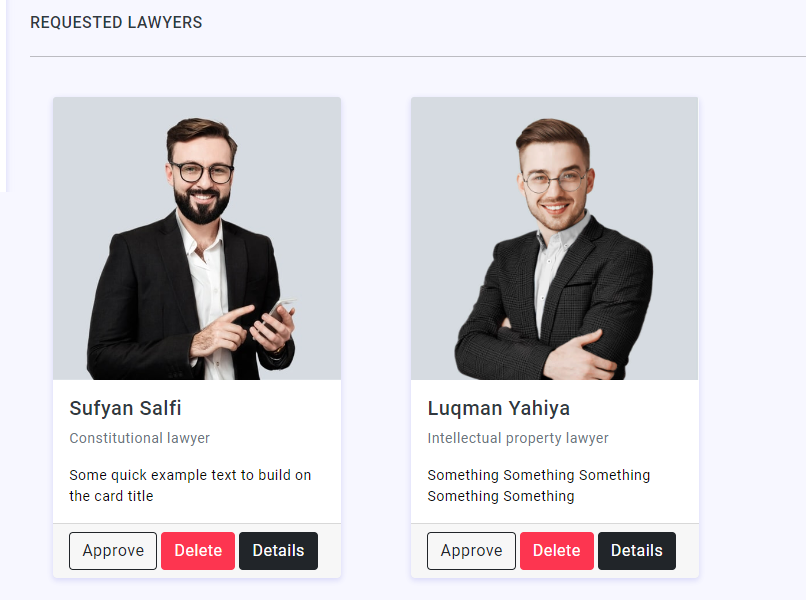 REQUESTED LAWYERS
Sufyan Salfi
Constitutional lawyer
Some quick example text to build on
the card title
Approve
Delete
Details
Luqman Yahiya
Intellectual property lawyer
Something Something Something
Something Something
Approve
Delete
Details